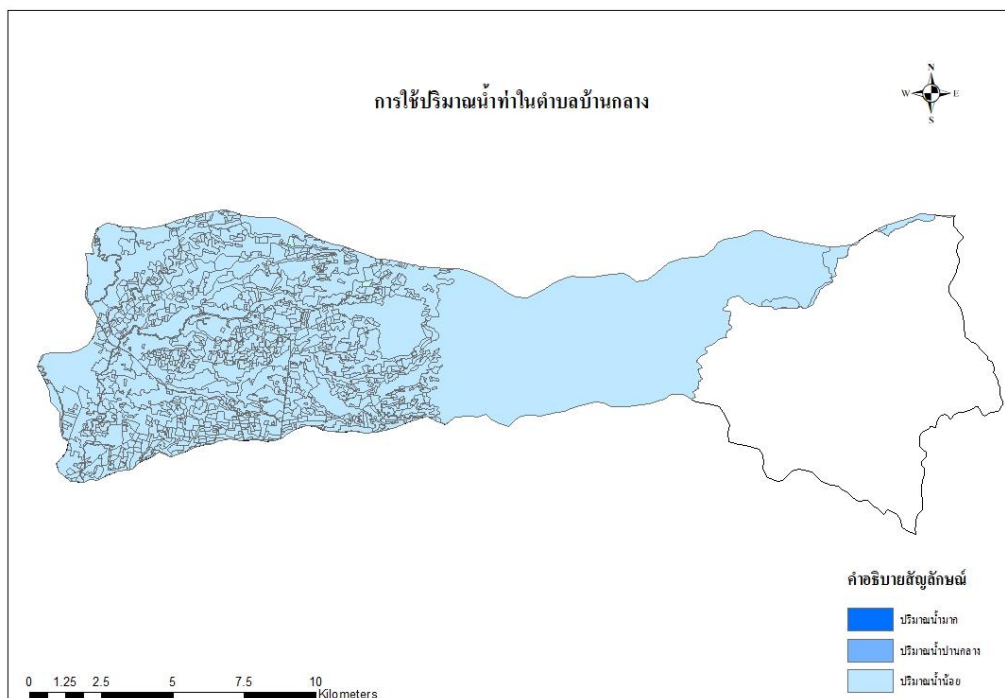 การใช้ปริมาณน้ำท่าในตำบลบ้านกลาง
N
W E
S
คำอธิบายสัญลักษณ์
ปริมาณน้ำมาก
ปริมาณน้ำปานกลาง
ปริมาณน้ำน้อย
0 1.25 2.5 5 7.5 10
Kilometers